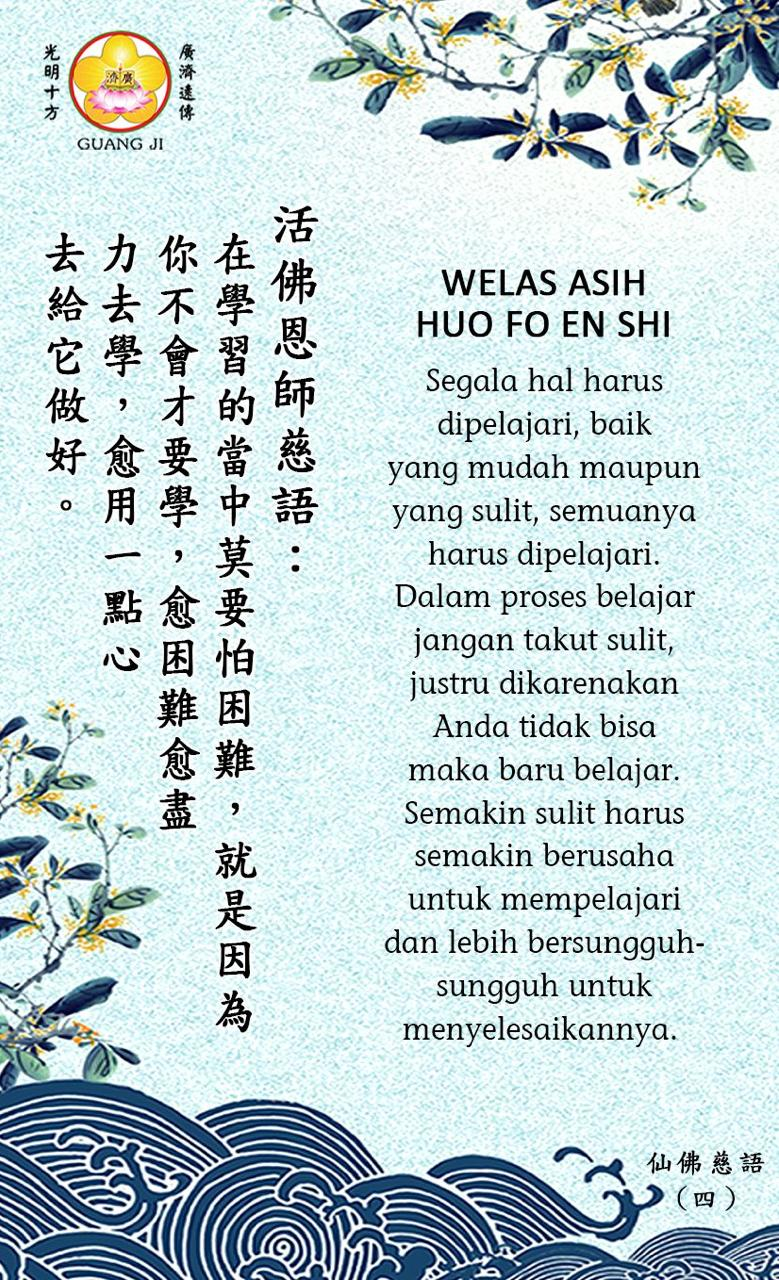 光明十方
廣濟遠傳
濟廣
GUANG JI
活佛恩師慈語：
在學習的當中莫要怕困難，就是因為
你不會才要學，愈困難愈盡
力去學，愈用一點心
去給它做好。
WELAS ASIH
HUO FO EN SHI
Segala hal harus
dipelajari, baik
yang mudah maupun
yang sulit, semuanya
harus dipelajari.
Dalam proses belajar
jangan takut sulit,
justru dikarenakan
Anda tidak bisa
maka baru belajar.
Semakin sulit harus
semakin berusaha
untuk mempelajari
dan lebih bersungguh-
sungguh untuk
menyelesaikannya.
仙佛慈語
（四）